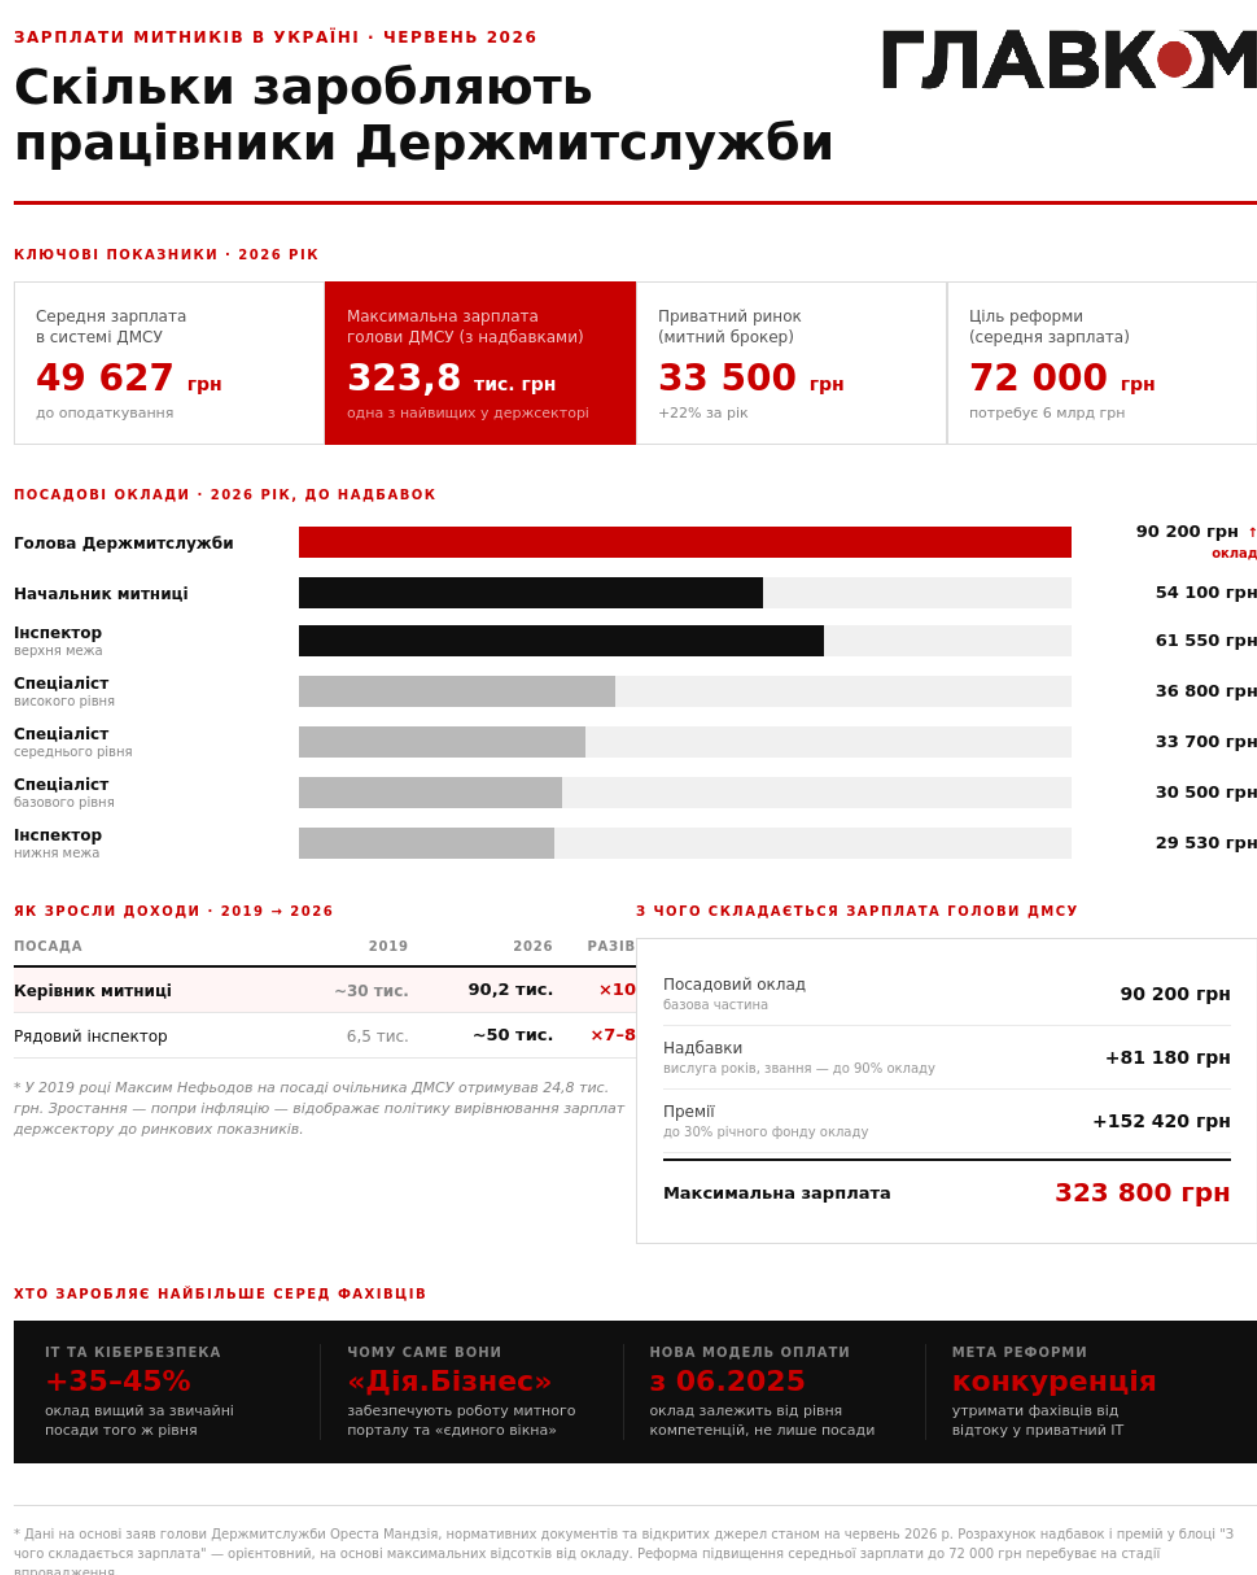 ЗАРПЛАТИ МИТНИКІВ В УКРАЇНІ · ЧЕРВЕНЬ 2026
ГЛАВКОМ
Скільки заробляють
працівники Держмитслужби
КЛЮЧОВІ ПОКАЗНИКИ · 2026 РІК
Середня зарплата
в системі ДМСУ
49 627 грн
до оподаткування
Максимальна зарплата
голови ДМСУ (з надбавками)
323,8 тис. грн
одна з найвищих у держсекторі
Приватний ринок
(митний брокер)
33 500 грн
+22% за рік
Ціль реформи
(середня зарплата)
72 000 грн
потребує 6 млрд грн
ПОСАДОВІ ОКЛАДИ · 2026 РІК, ДО НАДБАВОК
Голова Держмитслужби
90 200 грн ↑
оклад
Начальник митниці
54 100 грн
Інспектор
верхня межа
61 550 грн
Спеціаліст
високого рівня
36 800 грн
Спеціаліст
середнього рівня
33 700 грн
Спеціаліст
базового рівня
30 500 грн
Інспектор
нижня межа
29 530 грн
ЯК ЗРОСЛИ ДОХОДИ · 2019 → 2026
ПОСАДА 2019 2026 РАЗІВ
Керівник митниці ~30 тис. 90,2 тис. ×10
Рядовий інспектор 6,5 тис. ~50 тис. ×7–8
* У 2019 році Максим Нефьодов на посаді очільника ДМСУ отримував 24,8 тис.
грн. Зростання — попри інфляцію — відображає політику вирівнювання зарплат
держсектору до ринкових показників.
З ЧОГО СКЛАДАЄТЬСЯ ЗАРПЛАТА ГОЛОВИ ДМСУ
Посадовий оклад
базова частина
90 200 грн
Надбавки
вислуга років, звання — до 90% окладу
+81 180 грн
Премії
до 30% річного фонду окладу
+152 420 грн
Максимальна зарплата 323 800 грн
ХТО ЗАРОБЛЯЄ НАЙБІЛЬШЕ СЕРЕД ФАХІВЦІВ
ІТ ТА КІБЕРБЕЗПЕКА
+35–45%
оклад вищий за звичайні
посади того ж рівня
ЧОМУ САМЕ ВОНИ
«Дія.Бізнес»
забезпечують роботу митного
порталу та «єдиного вікна»
НОВА МОДЕЛЬ ОПЛАТИ
з 06.2025
оклад залежить від рівня
компетенцій, не лише посади
МЕТА РЕФОРМИ
конкуренція
утримати фахівців від
відтоку у приватний ІТ
* Дані на основі заяв голови Держмитслужби Ореста Мандзія, нормативних документів та відкритих джерел станом на червень 2026 р. Розрахунок надбавок і премій у блоці "З
чого складається зарплата" — орієнтовний, на основі максимальних відсотків від окладу. Реформа підвищення середньої зарплати до 72 000 грн перебуває на стадії
впровадження.